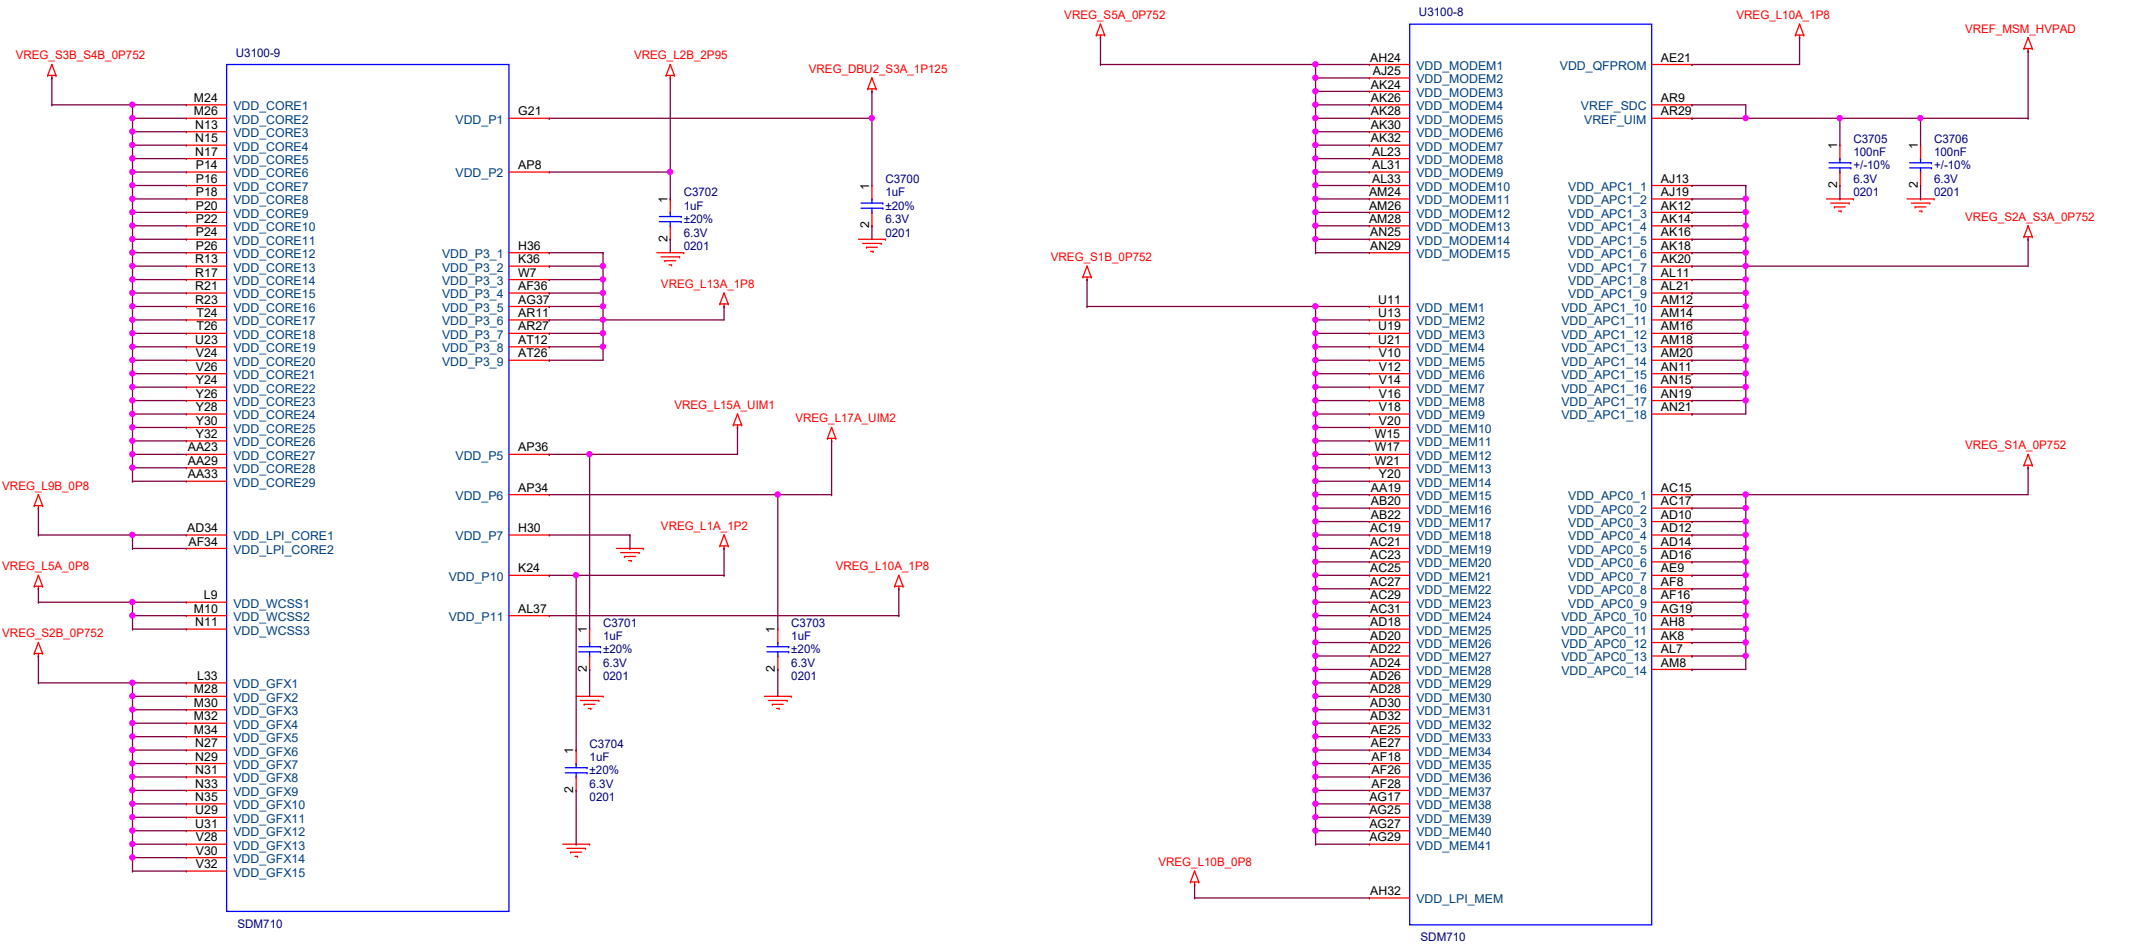 VREG_S3B_S4B_0P752
U3100-9
M24 VDD_CORE1
M26 VDD_CORE2
N13 VDD_CORE3
N15 VDD_CORE4
N17 VDD_CORE5
P14 VDD_CORE6
P16 VDD_CORE7
P18 VDD_CORE8
P20 VDD_CORE9
P22 VDD_CORE10
P24 VDD_CORE11
P26 VDD_CORE12
R13 VDD_CORE13
R17 VDD_CORE14
R21 VDD_CORE15
R23 VDD_CORE16
T24 VDD_CORE17
T26 VDD_CORE18
U23 VDD_CORE19
V24 VDD_CORE20
V26 VDD_CORE21
Y24 VDD_CORE22
Y26 VDD_CORE23
Y28 VDD_CORE24
Y30 VDD_CORE25
Y32 VDD_CORE26
AA23 VDD_CORE27
AA29 VDD_CORE28
AA33 VDD_CORE29
VREG_L9B_0P8
AD34 VDD_LPI_CORE1
AF34 VDD_LPI_CORE2
VREG_L5A_0P8
L9 VDD_WCSS1
M10 VDD_WCSS2
N11 VDD_WCSS3
VREG_S2B_0P752
L33 VDD_GFX1
M28 VDD_GFX2
M30 VDD_GFX3
M32 VDD_GFX4
M34 VDD_GFX5
N27 VDD_GFX6
N29 VDD_GFX7
N31 VDD_GFX8
N33 VDD_GFX9
N35 VDD_GFX10
U29 VDD_GFX11
U31 VDD_GFX12
V28 VDD_GFX13
V30 VDD_GFX14
V32 VDD_GFX15
SDM710
VREG_L2B_2P95
VREG_DBU2_S3A_1P125
VDD_P1 G21
VDD_P2 AP8
1
2
C3702
1uF
±20%
6.3V
0201
1
2
C3700
1uF
±20%
6.3V
0201
VDD_P3_1 H36
VDD_P3_2 K36
VDD_P3_3 W7
VDD_P3_4 AF36
VDD_P3_5 AG37
VDD_P3_6 AR11
VDD_P3_7 AR27
VDD_P3_8 AT12
VDD_P3_9 AT26
VREG_L13A_1P8
VREG_L15A_UIM1
VREG_L17A_UIM2
VDD_P5 AP36
VDD_P6 AP34
VDD_P7 H30
VREG_L1A_1P2
VDD_P10 K24
VREG_L10A_1P8
VDD_P11 AL37
1
2
C3701
1uF
±20%
6.3V
0201
1
2
C3703
1uF
±20%
6.3V
0201
1
2
C3704
1uF
±20%
6.3V
0201
VREG_S5A_0P752
U3100-8
AH24 VDD_MODEM1
AJ25 VDD_MODEM2
AK24 VDD_MODEM3
AK26 VDD_MODEM4
AK28 VDD_MODEM5
AK30 VDD_MODEM6
AK32 VDD_MODEM7
AL23 VDD_MODEM8
AL31 VDD_MODEM9
AL33 VDD_MODEM10
AM24 VDD_MODEM11
AM26 VDD_MODEM12
AM28 VDD_MODEM13
AN25 VDD_MODEM14
AN29 VDD_MODEM15
VREG_S1B_0P752
U11 VDD_MEM1
U13 VDD_MEM2
U19 VDD_MEM3
U21 VDD_MEM4
V10 VDD_MEM5
V12 VDD_MEM6
V14 VDD_MEM7
V16 VDD_MEM8
V18 VDD_MEM9
V20 VDD_MEM10
W15 VDD_MEM11
W17 VDD_MEM12
W21 VDD_MEM13
Y20 VDD_MEM14
AA19 VDD_MEM15
AB20 VDD_MEM16
AB22 VDD_MEM17
AC19 VDD_MEM18
AC21 VDD_MEM19
AC23 VDD_MEM20
AC25 VDD_MEM21
AC27 VDD_MEM22
AC29 VDD_MEM23
AC31 VDD_MEM24
AD18 VDD_MEM25
AD20 VDD_MEM26
AD22 VDD_MEM27
AD24 VDD_MEM28
AD26 VDD_MEM29
AD28 VDD_MEM30
AD30 VDD_MEM31
AD32 VDD_MEM32
AE25 VDD_MEM33
AE27 VDD_MEM34
AF18 VDD_MEM35
AF26 VDD_MEM36
AF28 VDD_MEM37
AG17 VDD_MEM38
AG25 VDD_MEM39
AG27 VDD_MEM40
AG29 VDD_MEM41
VREG_L10B_0P8
AH32 VDD_LPI_MEM
SDM710
VREG_L10A_1P8
VREF_MSM_HVPAD
VDD_QFPROM AE21
VREF_SDC AR9
VREF_UIM AR29
1
2
C3705
100nF
+/-10%
6.3V
0201
1
2
C3706
100nF
+/-10%
6.3V
0201
VREG_S2A_S3A_0P752
VDD_APC1_1 AJ13
VDD_APC1_2 AJ19
VDD_APC1_3 AK12
VDD_APC1_4 AK14
VDD_APC1_5 AK16
VDD_APC1_6 AK18
VDD_APC1_7 AK20
VDD_APC1_8 AL11
VDD_APC1_9 AL21
VDD_APC1_10 AM12
VDD_APC1_11 AM14
VDD_APC1_12 AM16
VDD_APC1_13 AM18
VDD_APC1_14 AM20
VDD_APC1_15 AN11
VDD_APC1_16 AN15
VDD_APC1_17 AN19
VDD_APC1_18 AN21
VREG_S1A_0P752
VDD_APC0_1 AC15
VDD_APC0_2 AC17
VDD_APC0_3 AD10
VDD_APC0_4 AD12
VDD_APC0_5 AD14
VDD_APC0_6 AD16
VDD_APC0_7 AE9
VDD_APC0_8 AF8
VDD_APC0_9 AF16
VDD_APC0_10 AG19
VDD_APC0_11 AH8
VDD_APC0_12 AK8
VDD_APC0_13 AL7
VDD_APC0_14 AM8